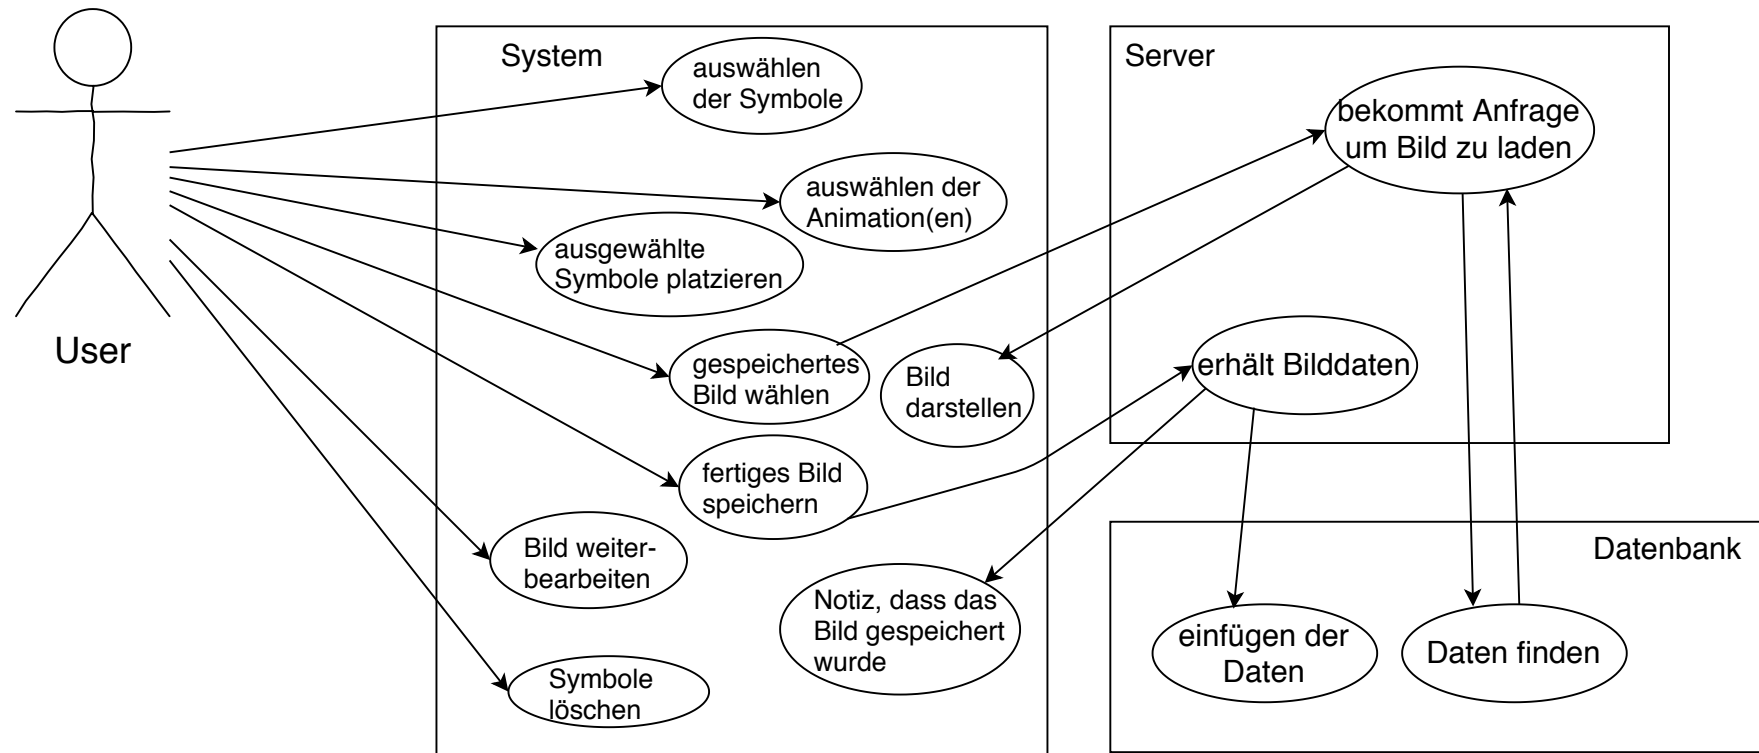 System
auswählen
der Symbole
auswählen der
Animation(en)
ausgewählte
Symbole platzieren
gespeichertes
Bild wählen
Bild
darstellen
fertiges Bild
speichern
Bild weiter-
bearbeiten
Notiz, dass das
Bild gespeichert
wurde
Symbole
löschen
User
Server
bekommt Anfrage
um Bild zu laden
erhält Bilddaten
Datenbank
einfügen der
Daten
Daten finden